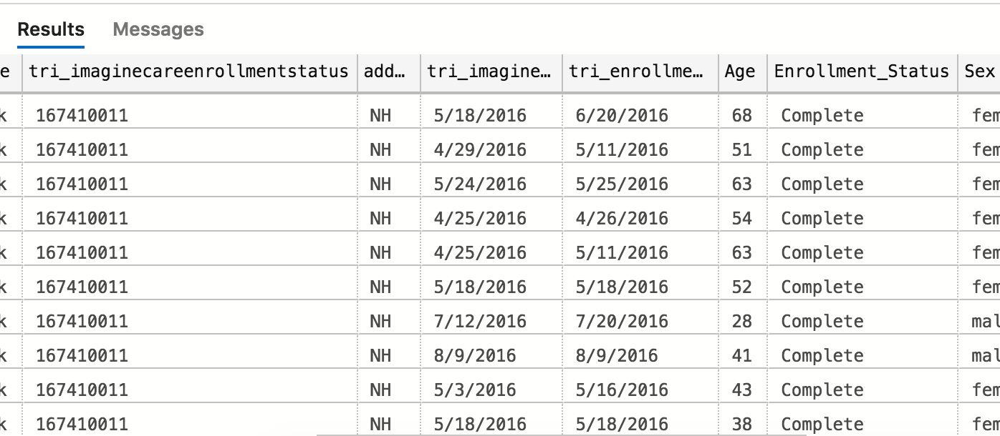 Results Messages
e tri_imaginecareenrollmentstatus add… tri_imagine… tri_enrollme… Age Enrollment_Status Sex
k 167410011 NH 5/18/2016 6/20/2016 68 Complete fem
k 167410011 NH 4/29/2016 5/11/2016 51 Complete fem
k 167410011 NH 5/24/2016 5/25/2016 63 Complete fem
k 167410011 NH 4/25/2016 4/26/2016 54 Complete fem
k 167410011 NH 4/25/2016 5/11/2016 63 Complete fem
k 167410011 NH 5/18/2016 5/18/2016 52 Complete fem
k 167410011 NH 7/12/2016 7/20/2016 28 Complete mal
k 167410011 NH 8/9/2016 8/9/2016 41 Complete mal
k 167410011 NH 5/3/2016 5/16/2016 43 Complete fem
k 167410011 NH 5/18/2016 5/18/2016 38 Complete fem